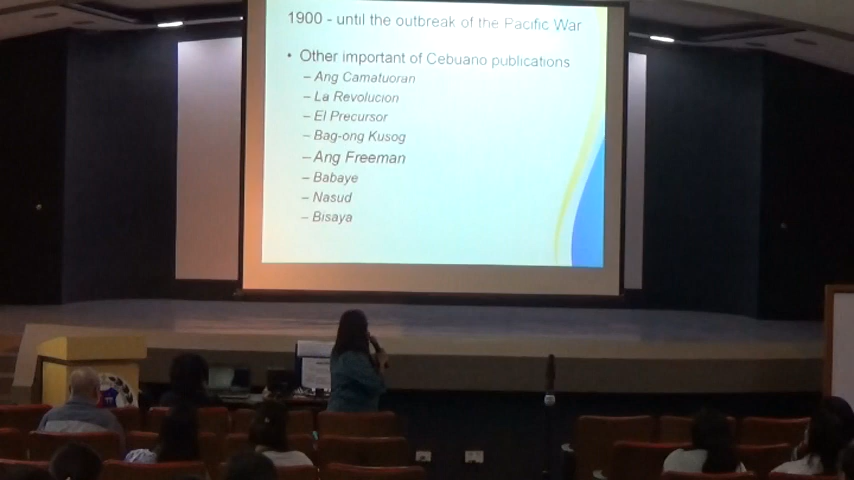 1900 - until the outbreak of the Pacific War
• Other important of Cebuano publications
– Ang Camatuoran
– La Revolucion
– El Precursor
– Bag-ong Kusog
– Ang Freeman
– Babaye
– Nasud
– Bisaya